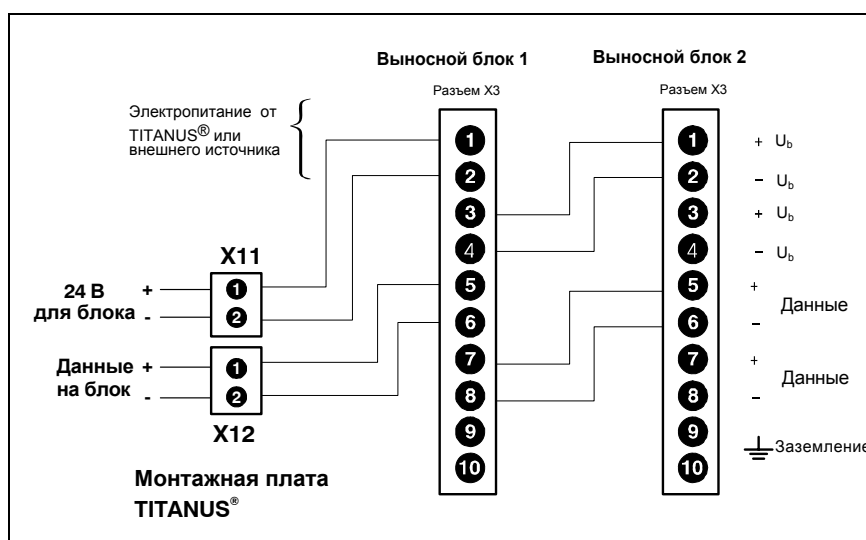 Выносной блок 1
Выносной блок 2
Разъем X3
Разъем X3
Электропитание от
TITANUS® или
внешнего источника
X11
24 В
для блока
+
-
1
2
Данные
на блок
+
-
1
2
X12
Монтажная плата
TITANUS®
1
2
3
4
5
6
7
8
9
10
1
2
3
4
5
6
7
8
9
10
+ Ub
– Ub
+ Ub
– Ub
+
Данные
–
+
Данные
–
Заземление